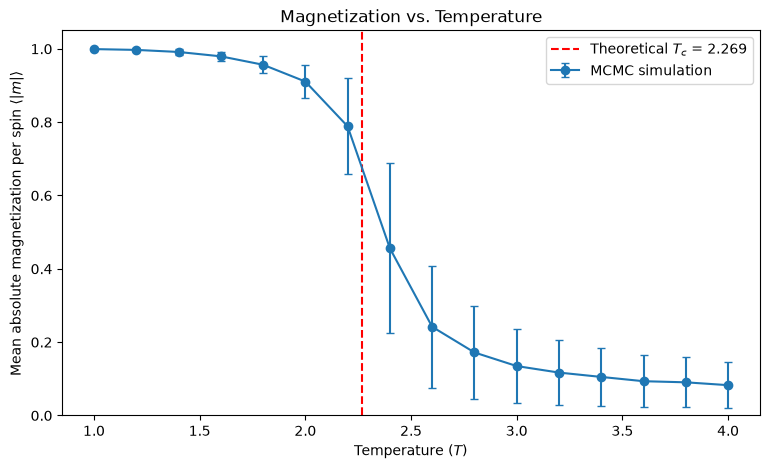 Magnetization vs. Temperature
Theoretical $T_c$ = 2.269
MCMC simulation
Mean absolute magnetization per spin ⟨|m|⟩
1.0
0.8
0.6
0.4
0.2
0.0
1.0 1.5 2.0 2.5 3.0 3.5 4.0
Temperature (T)